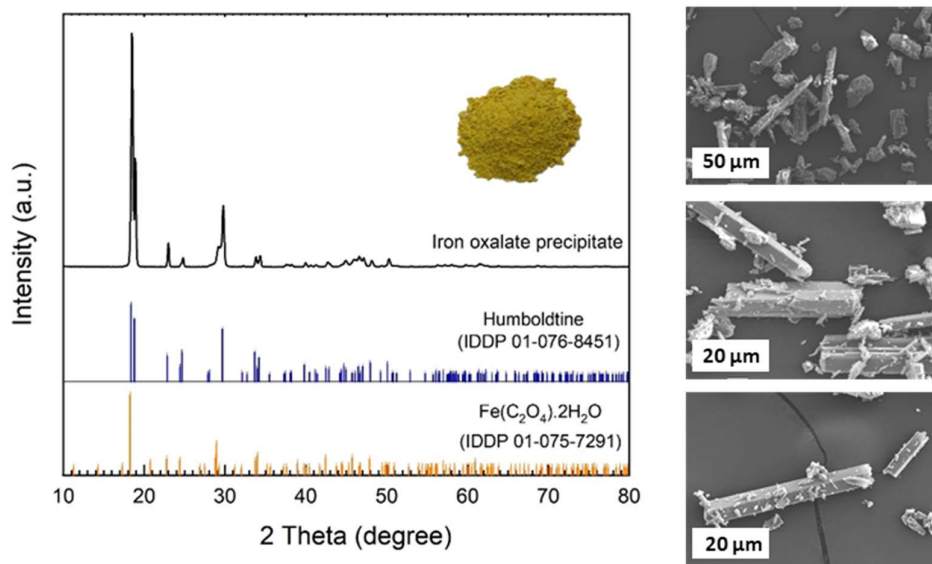 Intensity (a.u.)
Iron oxalate precipitate
Humboldtine
(IDDP 01-076-8451)
Fe(C₂O₄).2H₂O
(IDDP 01-075-7291)
10 20 30 40 50 60 70 80
2 Theta (degree)
50 µm
20 µm
20 µm